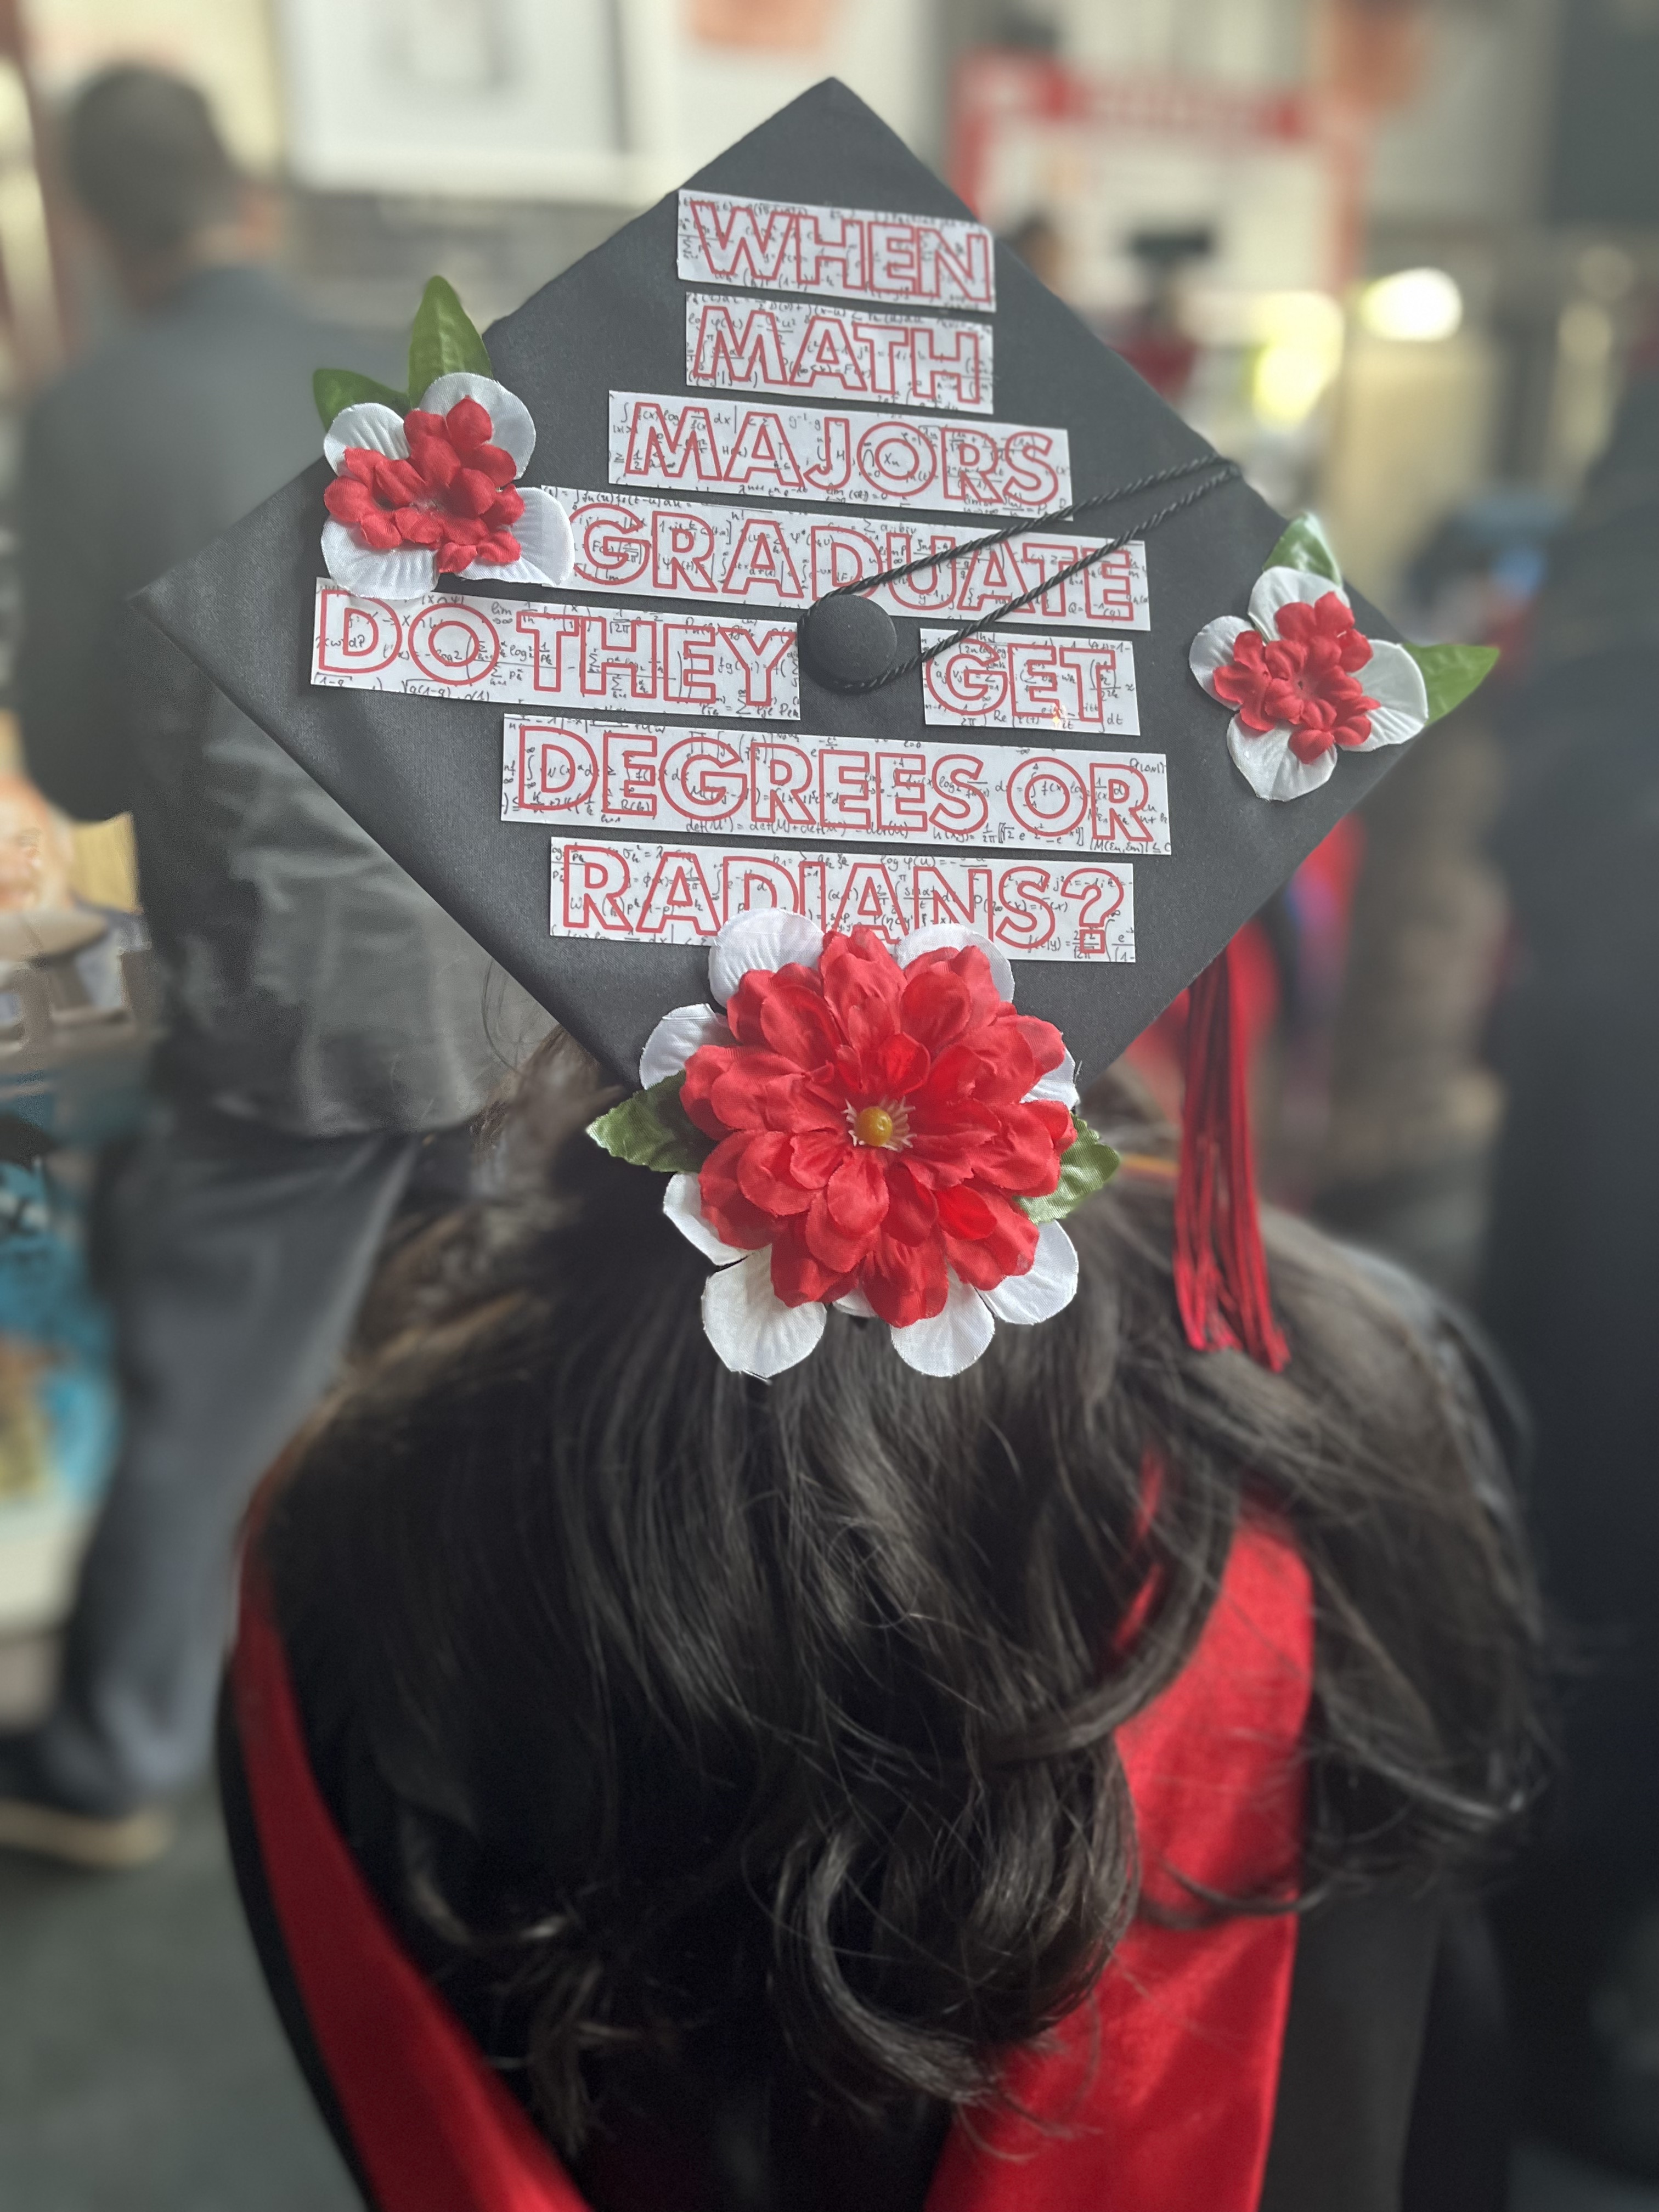 WHEN
MATH
MAJORS
GRADUATE
DO THEY GET
DEGREES OR
RADIANS?